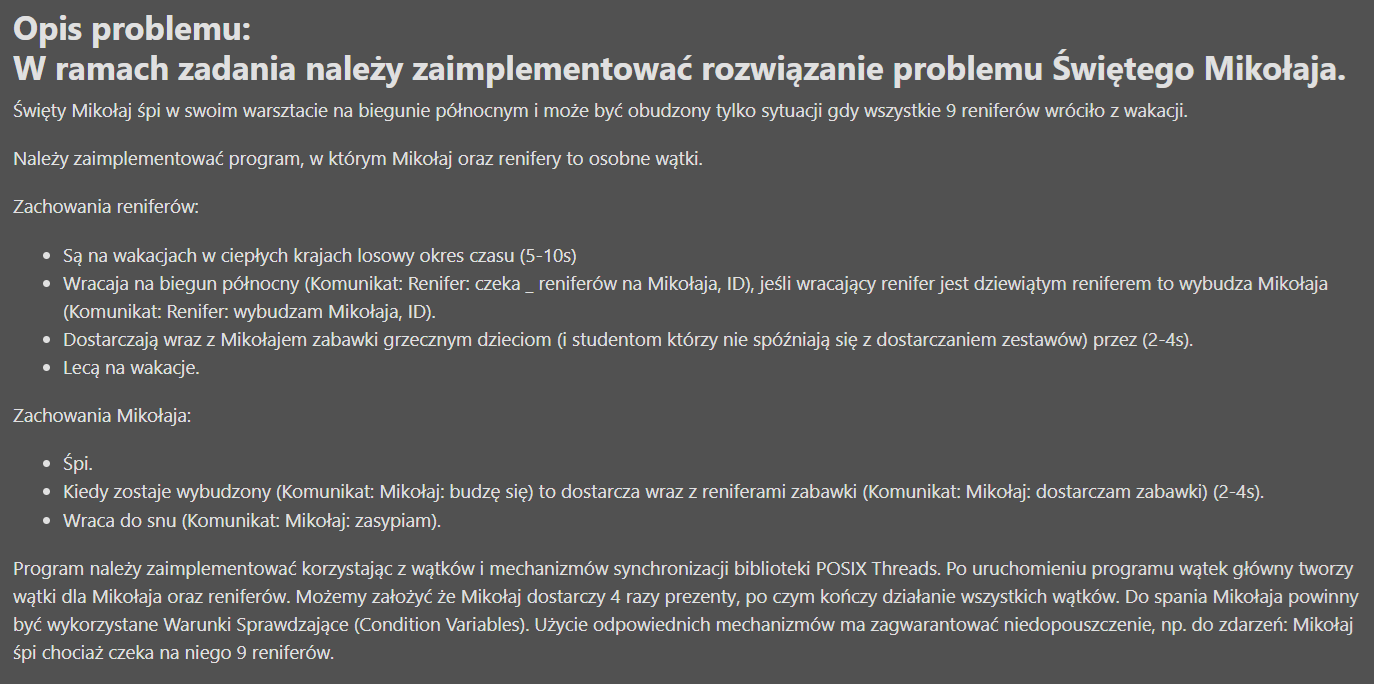 Opis problemu:
W ramach zadania należy zaimplementować rozwiązanie problemu Świętego Mikołaja.
Święty Mikołaj śpi w swoim warsztacie na biegunie północnym i może być obudzony tylko sytuacji gdy wszystkie 9 reniferów wróciło z wakacji.
Należy zaimplementować program, w którym Mikołaj oraz renifery to osobne wątki.
Zachowania reniferów:
• Są na wakacjach w ciepłych krajach losowy okres czasu (5-10s)
• Wracaja na biegun północny (Komunikat: Renifer: czeka _ reniferów na Mikołaja, ID), jeśli wracający renifer jest dziewiątym reniferem to wybudza Mikołaja
(Komunikat: Renifer: wybudzam Mikołaja, ID).
• Dostarczają wraz z Mikołajem zabawki grzecznym dzieciom (i studentom którzy nie spóźniają się z dostarczaniem zestawów) przez (2-4s).
• Lecą na wakacje.
Zachowania Mikołaja:
• Śpi.
• Kiedy zostaje wybudzony (Komunikat: Mikołaj: budzę się) to dostarcza wraz z reniferami zabawki (Komunikat: Mikołaj: dostarczam zabawki) (2-4s).
• Wraca do snu (Komunikat: Mikołaj: zasypiam).
Program należy zaimplementować korzystając z wątków i mechanizmów synchronizacji biblioteki POSIX Threads. Po uruchomieniu programu wątek główny tworzy
wątki dla Mikołaja oraz reniferów. Możemy założyć że Mikołaj dostarczy 4 razy prezenty, po czym kończy działanie wszystkich wątków. Do spania Mikołaja powinny
być wykorzystane Warunki Sprawdzające (Condition Variables). Użycie odpowiednich mechanizmów ma zagwarantować niedopouszczenie, np. do zdarzeń: Mikołaj
śpi chociaż czeka na niego 9 reniferów.